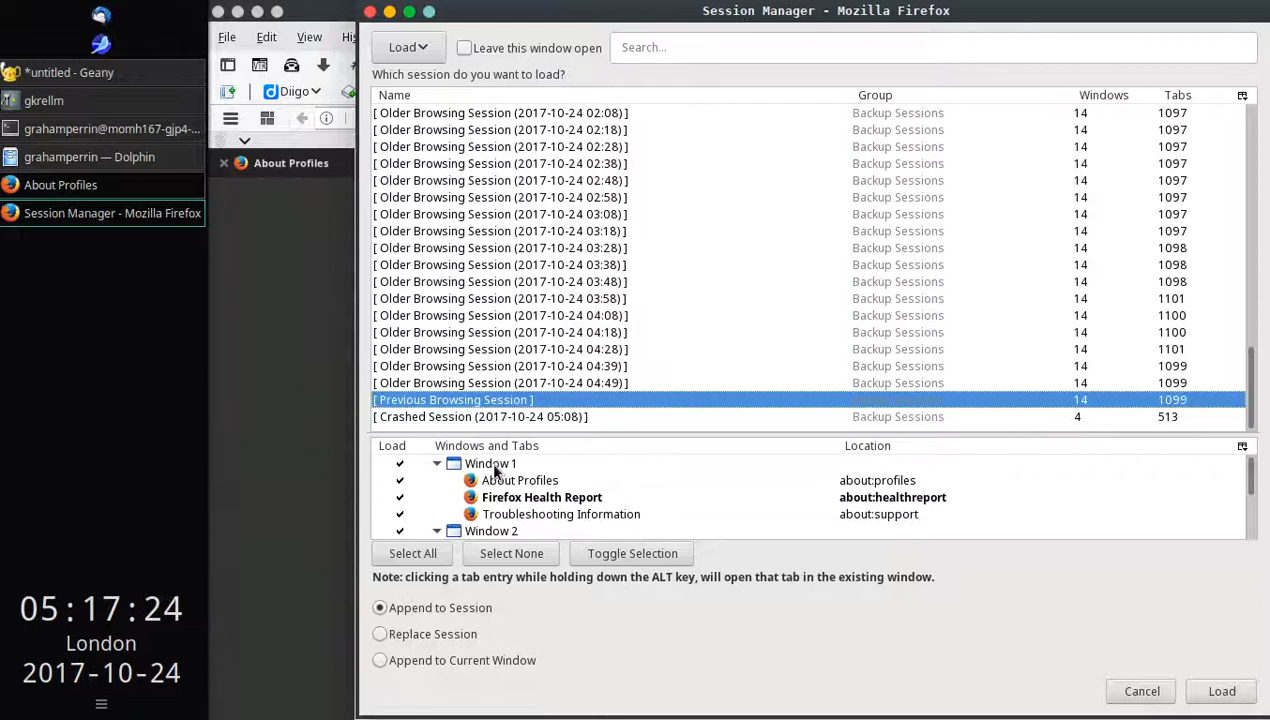 *untitled - Geany
gkrellm
grahamperrin@momh167-gjp4-...
grahamperrin — Dolphin
About Profiles
Session Manager - Mozilla Firefox
05:17:24
London
2017-10-24
File Edit View His
VTR
Diigo
About Profiles
Session Manager - Mozilla Firefox
Load Leave this window open Search...
Which session do you want to load?
Name Group Windows Tabs
[ Older Browsing Session (2017-10-24 02:08) ] Backup Sessions 14 1097
[ Older Browsing Session (2017-10-24 02:18) ] Backup Sessions 14 1097
[ Older Browsing Session (2017-10-24 02:28) ] Backup Sessions 14 1097
[ Older Browsing Session (2017-10-24 02:38) ] Backup Sessions 14 1097
[ Older Browsing Session (2017-10-24 02:48) ] Backup Sessions 14 1097
[ Older Browsing Session (2017-10-24 02:58) ] Backup Sessions 14 1097
[ Older Browsing Session (2017-10-24 03:08) ] Backup Sessions 14 1097
[ Older Browsing Session (2017-10-24 03:18) ] Backup Sessions 14 1097
[ Older Browsing Session (2017-10-24 03:28) ] Backup Sessions 14 1098
[ Older Browsing Session (2017-10-24 03:38) ] Backup Sessions 14 1098
[ Older Browsing Session (2017-10-24 03:48) ] Backup Sessions 14 1098
[ Older Browsing Session (2017-10-24 03:58) ] Backup Sessions 14 1101
[ Older Browsing Session (2017-10-24 04:08) ] Backup Sessions 14 1100
[ Older Browsing Session (2017-10-24 04:18) ] Backup Sessions 14 1100
[ Older Browsing Session (2017-10-24 04:28) ] Backup Sessions 14 1101
[ Older Browsing Session (2017-10-24 04:39) ] Backup Sessions 14 1099
[ Older Browsing Session (2017-10-24 04:49) ] Backup Sessions 14 1099
[ Previous Browsing Session ] Backup Sessions 14 1099
[ Crashed Session (2017-10-24 05:08) ] Backup Sessions 4 513
Load Windows and Tabs Location
Window 1
About Profiles about:profiles
Firefox Health Report about:healthreport
Troubleshooting Information about:support
Window 2
Select All Select None Toggle Selection
Note: clicking a tab entry while holding down the ALT key, will open that tab in the existing window.
Append to Session
Replace Session
Append to Current Window
Cancel Load